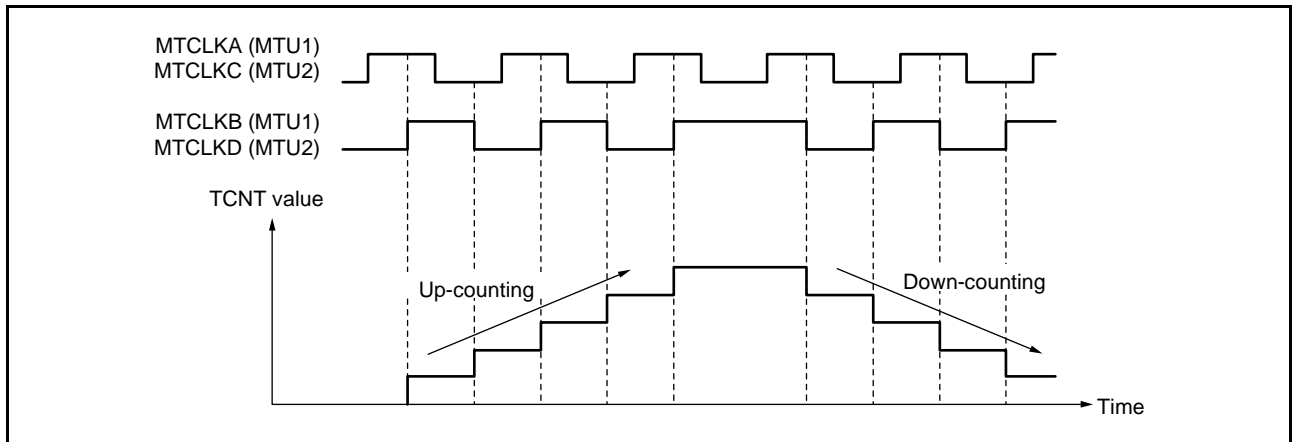 MTCLKA (MTU1)
MTCLKC (MTU2)
MTCLKB (MTU1)
MTCLKD (MTU2)
TCNT value
Up-counting
Down-counting
Time